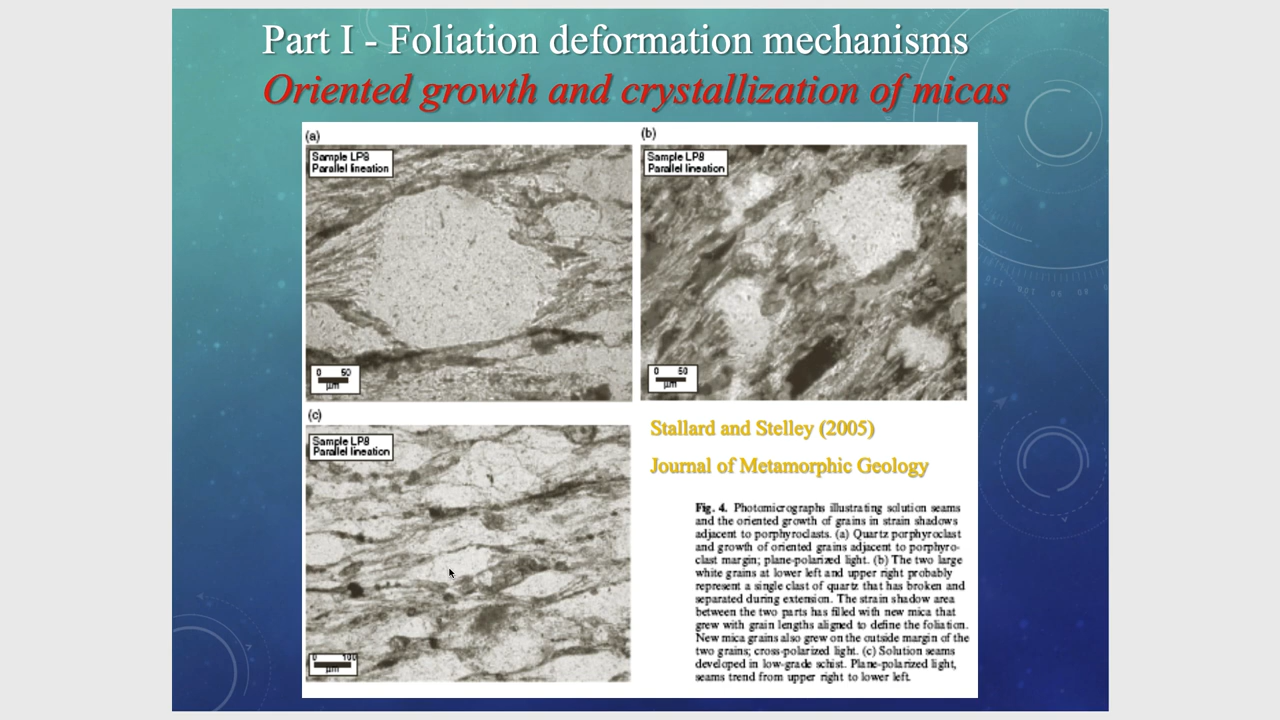 Part I - Foliation deformation mechanisms
Oriented growth and crystallization of micas
(a)
Sample LP8
Parallel lineation
0 50
µm
(b)
Sample LP8
Parallel lineation
0 50
µm
(c)
Sample LP8
Parallel lineation
0 100
µm
Stallard and Stelley (2005)
Journal of Metamorphic Geology
Fig. 4. Photomicrographs illustrating solution seams
and the oriented growth of grains in strain shadows
adjacent to porphyroclasts. (a) Quartz porphyroclast
and growth of oriented grains adjacent to porphyro-
clast margin; plane-polarized light. (b) The two large
white grains at lower left and upper right probably
represent a single clast of quartz that has broken and
separated during extension. The strain shadow area
between the two parts has filled with new mica that
grew with grain lengths aligned to define the foliation.
New mica grains also grew on the outside margin of the
two grains; cross-polarized light. (c) Solution seams
developed in low-grade schist. Plane-polarized light,
seams trend from upper right to lower left.